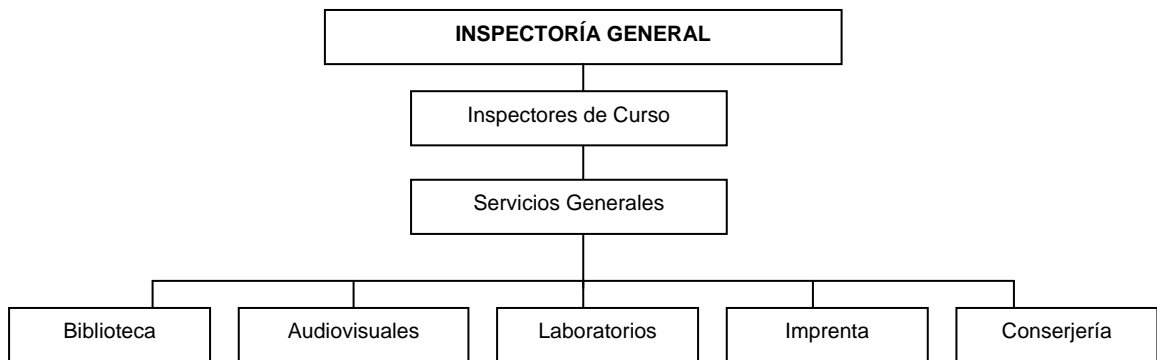 INSPECTORÍA GENERAL
Inspectores de Curso
Servicios Generales
Biblioteca
Audiovisuales
Laboratorios
Imprenta
Conserjería